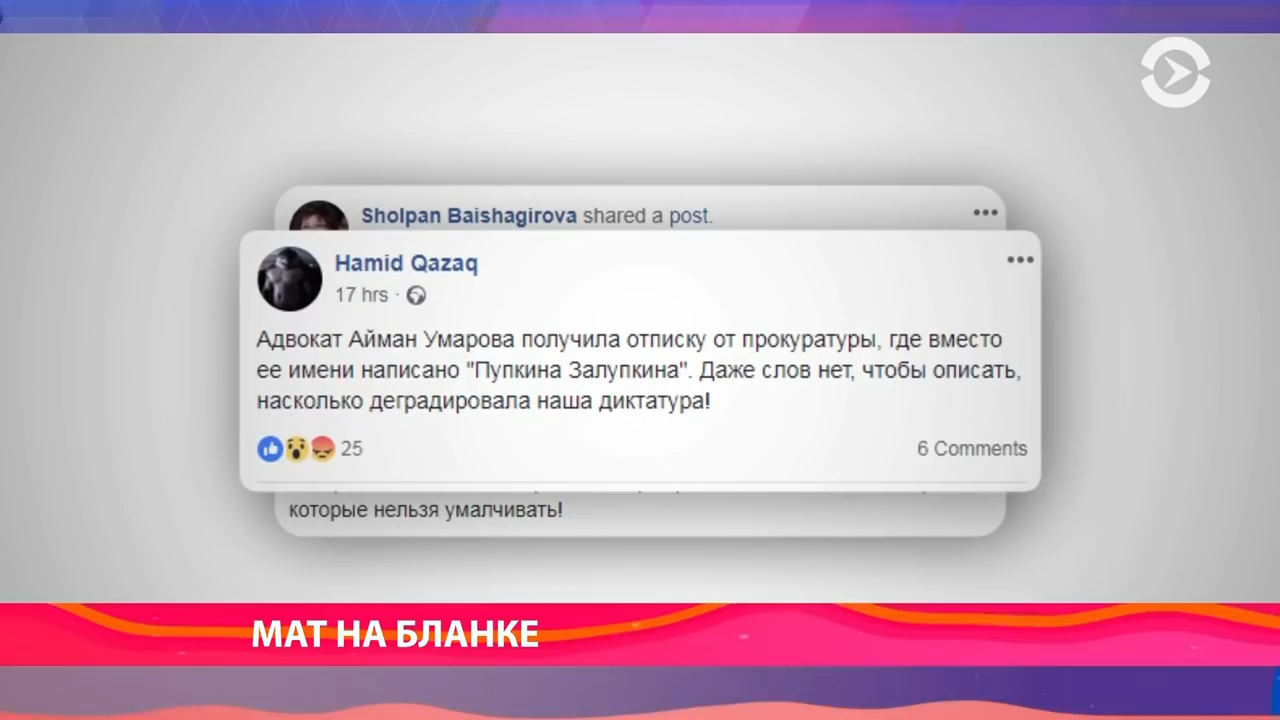 Sholpan Baishagirova shared a post.
Hamid Qazaq
17 hrs ·
Адвокат Айман Умарова получила отписку от прокуратуры, где вместо
ее имени написано "Пупкина Залупкина". Даже слов нет, чтобы описать,
насколько деградировала наша диктатура!
25
6 Comments
которые нельзя умалчивать!
МАТ НА БЛАНКЕ